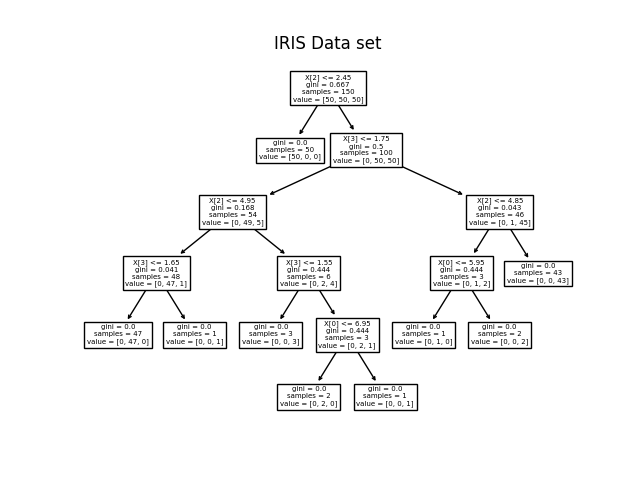 IRIS Data set
X[2] <= 2.45
gini = 0.667
samples = 150
value = [50, 50, 50]
gini = 0.0
samples = 50
value = [50, 0, 0]
X[3] <= 1.75
gini = 0.5
samples = 100
value = [0, 50, 50]
X[2] <= 4.95
gini = 0.168
samples = 54
value = [0, 49, 5]
X[2] <= 4.85
gini = 0.043
samples = 46
value = [0, 1, 45]
X[3] <= 1.65
gini = 0.041
samples = 48
value = [0, 47, 1]
X[3] <= 1.55
gini = 0.444
samples = 6
value = [0, 2, 4]
X[0] <= 5.95
gini = 0.444
samples = 3
value = [0, 1, 2]
gini = 0.0
samples = 43
value = [0, 0, 43]
gini = 0.0
samples = 47
value = [0, 47, 0]
gini = 0.0
samples = 1
value = [0, 0, 1]
gini = 0.0
samples = 3
value = [0, 0, 3]
X[0] <= 6.95
gini = 0.444
samples = 3
value = [0, 2, 1]
gini = 0.0
samples = 1
value = [0, 1, 0]
gini = 0.0
samples = 2
value = [0, 0, 2]
gini = 0.0
samples = 2
value = [0, 2, 0]
gini = 0.0
samples = 1
value = [0, 0, 1]